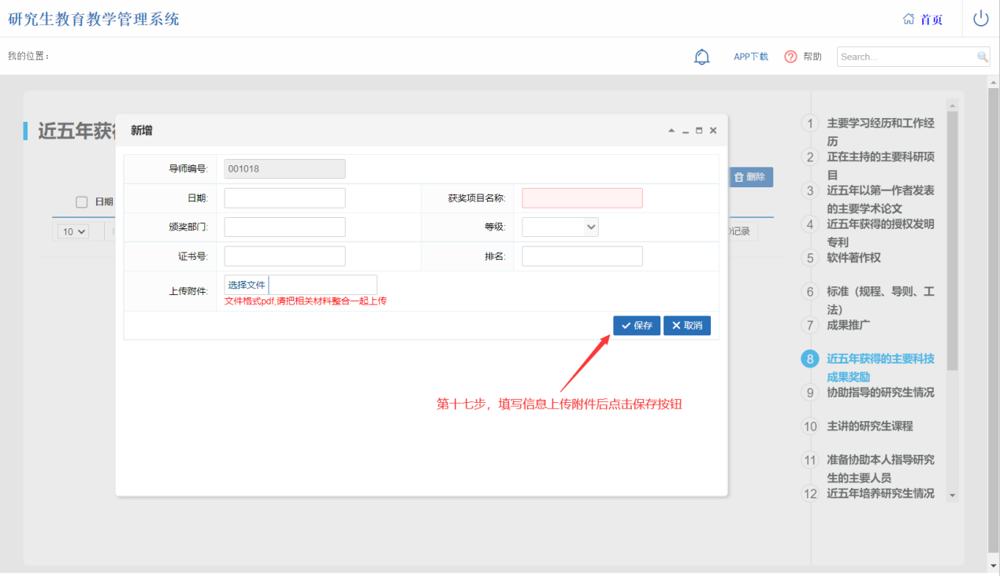 研究生教育教学管理系统
首页
我的位置：
APP下载
帮助
Search...
近五年获得
新增
导师编号:
001018
日期:
获奖项目名称:
颁奖部门:
等级:
证书号:
排名:
上传附件:
选择文件
文件格式pdf,请把相关材料整合一起上传
保存
取消
第十七步，填写信息上传附件后点击保存按钮
删除
日期
10
0记录
1
主要学习经历和工作经
历
2
正在主持的主要科研项
目
3
近五年以第一作者发表
的主要学术论文
4
近五年获得的授权发明
专利
5
软件著作权
6
标准（规程、导则、工
法）
7
成果推广
8
近五年获得的主要科技
成果奖励
9
协助指导的研究生情况
10
主讲的研究生课程
11
准备协助本人指导研究
生的主要人员
12
近五年培养研究生情况